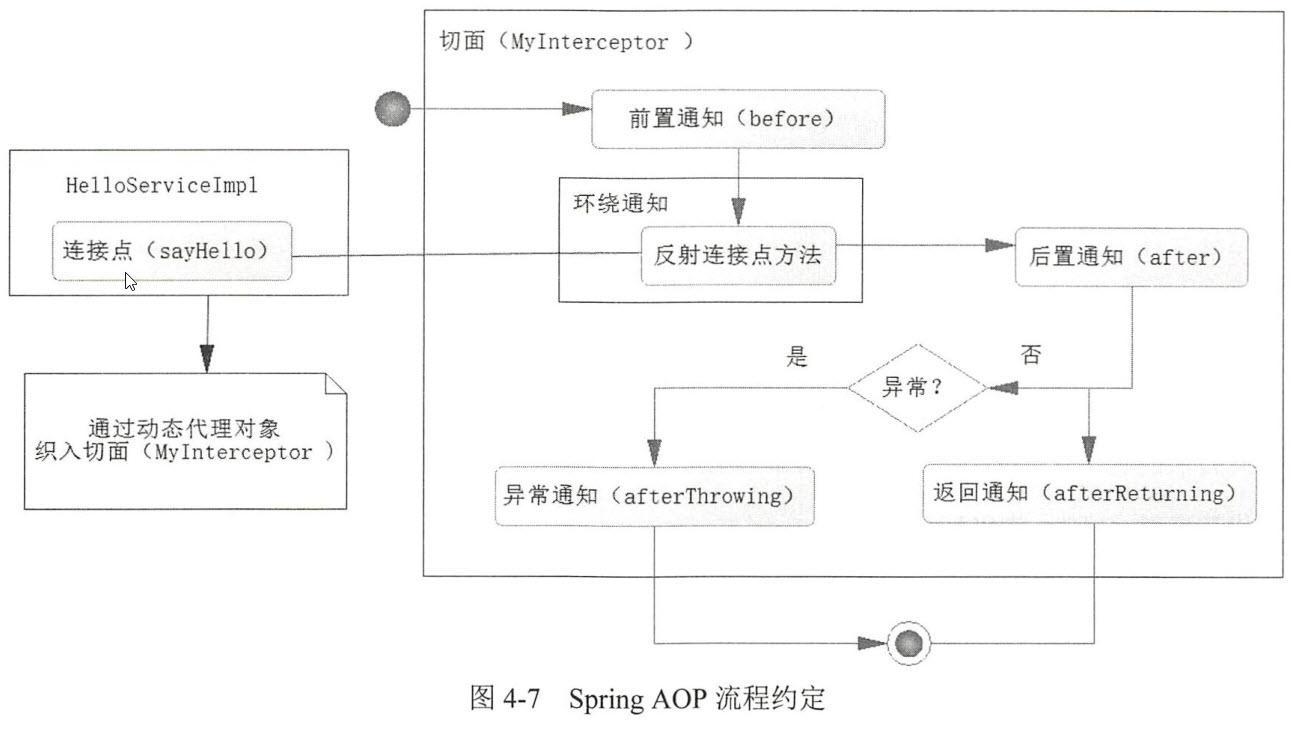 切面（MyInterceptor ）
前置通知（before）
HelloServiceImpl
环绕通知
连接点（sayHello）
反射连接点方法
后置通知（after）
是
否
异常？
通过动态代理对象
织入切面（MyInterceptor ）
异常通知（afterThrowing）
返回通知（afterReturning）
图 4-7 Spring AOP 流程约定